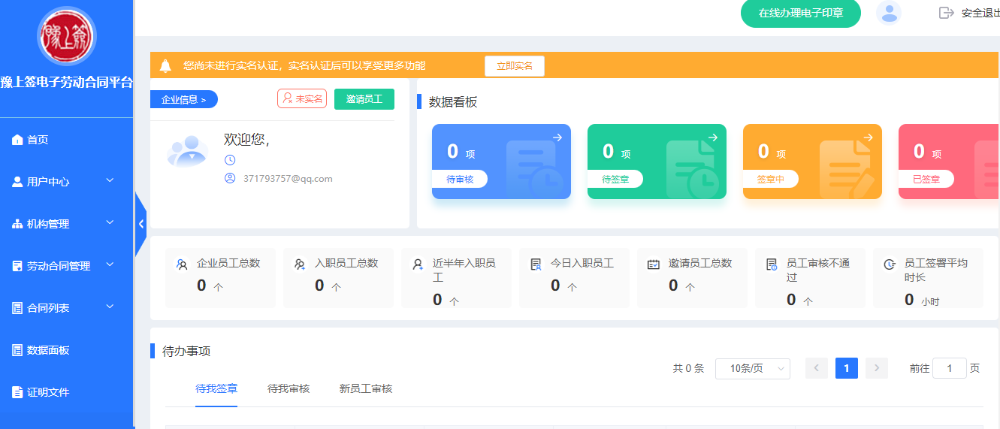 在线办理电子印章
安全退出
豫上签
豫上签电子劳动合同平台
首页
用户中心
机构管理
劳动合同管理
合同列表
数据面板
证明文件
您尚未进行实名认证，实名认证后可以享受更多功能
立即实名
企业信息 >
未实名
邀请员工
欢迎您,
371793757@qq.com
数据看板
0 项
待审核
0 项
待签章
0 项
签章中
0 项
已签章
企业员工总数
0 个
入职员工总数
0 个
近半年入职员
工
0 个
今日入职员工
0 个
邀请员工总数
0 个
员工审核不通
过
0 个
员工签署平均
时长
0 小时
待办事项
共 0 条
10条/页
1
前往 1 页
待我签章
待我审核
新员工审核